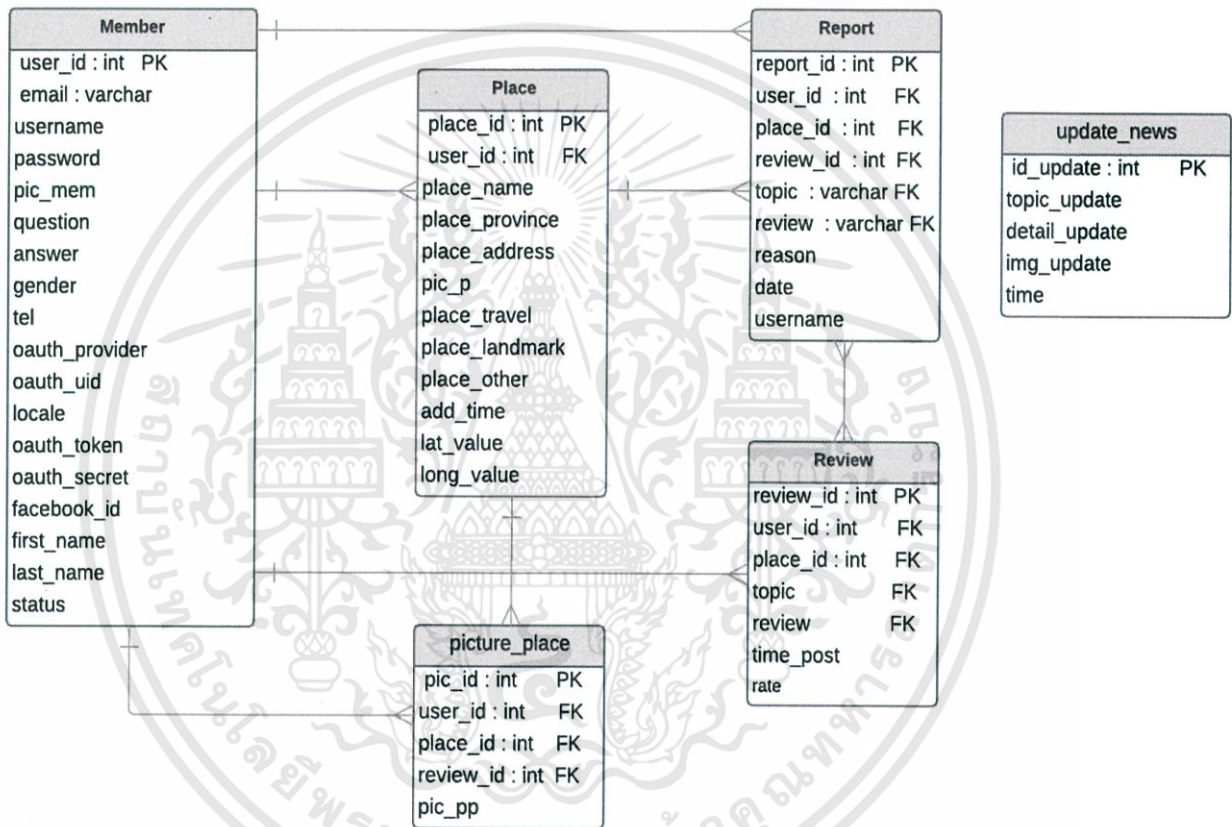 Member
user_id : int PK
email : varchar
username
password
pic_mem
question
answer
gender
tel
oauth_provider
oauth_uid
locale
oauth_token
oauth_secret
facebook_id
first_name
last_name
status
Place
place_id : int PK
user_id : int FK
place_name
place_province
place_address
pic_p
place_travel
place_landmark
place_other
add_time
lat_value
long_value
Report
report_id : int PK
user_id : int FK
place_id : int FK
review_id : int FK
topic : varchar FK
review : varchar FK
reason
date
username
update_news
id_update : int PK
topic_update
detail_update
img_update
time
Review
review_id : int PK
user_id : int FK
place_id : int FK
topic FK
review FK
time_post
rate
picture_place
pic_id : int PK
user_id : int FK
place_id : int FK
review_id : int FK
pic_pp